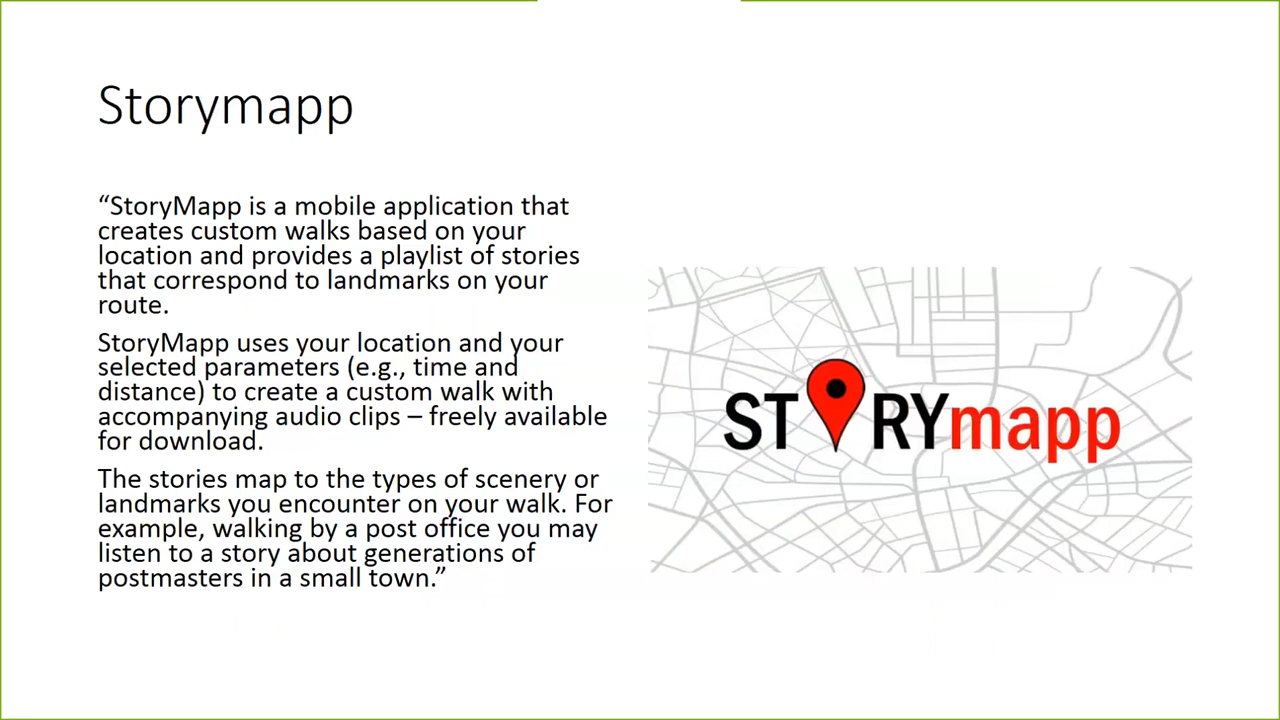 Storymapp
“StoryMapp is a mobile application that
creates custom walks based on your
location and provides a playlist of stories
that correspond to landmarks on your
route.
StoryMapp uses your location and your
selected parameters (e.g., time and
distance) to create a custom walk with
accompanying audio clips – freely available
for download.
The stories map to the types of scenery or
landmarks you encounter on your walk. For
example, walking by a post office you may
listen to a story about generations of
postmasters in a small town.”
STORYmapp